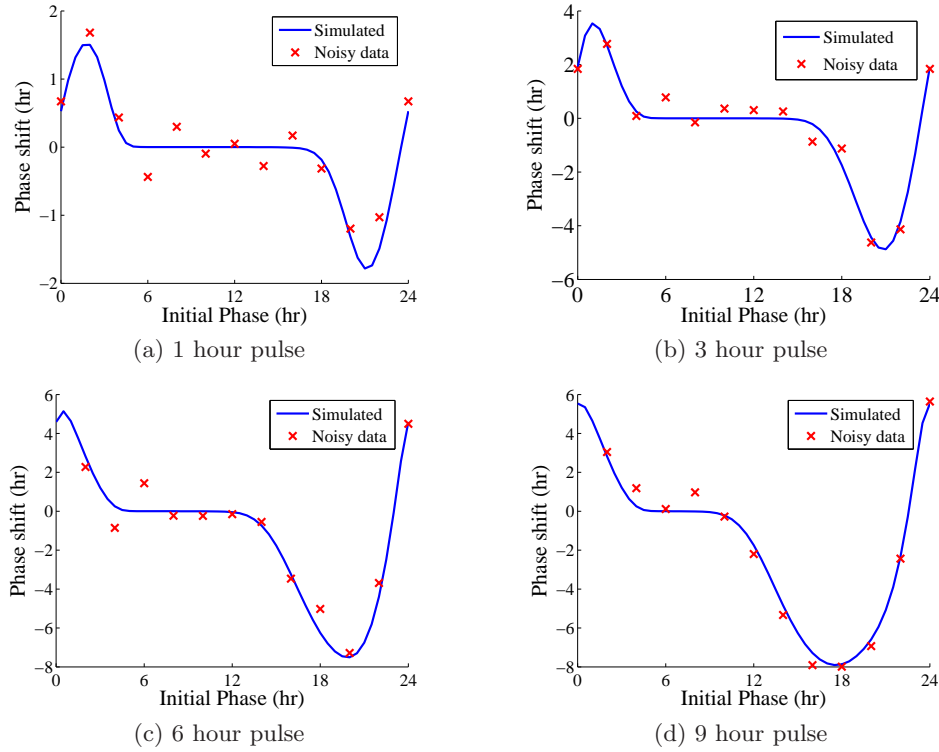 2
1
0
−1
−2
0
6
12
18
24
Phase shift (hr)
Initial Phase (hr)
Simulated
Noisy data
(a) 1 hour pulse
4
2
0
−2
−4
−6
0
6
12
18
24
Phase shift (hr)
Initial Phase (hr)
Simulated
Noisy data
(b) 3 hour pulse
6
4
2
0
−2
−4
−6
−8
0
6
12
18
24
Phase shift (hr)
Initial Phase (hr)
Simulated
Noisy data
(c) 6 hour pulse
6
4
2
0
−2
−4
−6
−8
0
6
12
18
24
Phase shift (hr)
Initial Phase (hr)
Simulated
Noisy data
(d) 9 hour pulse